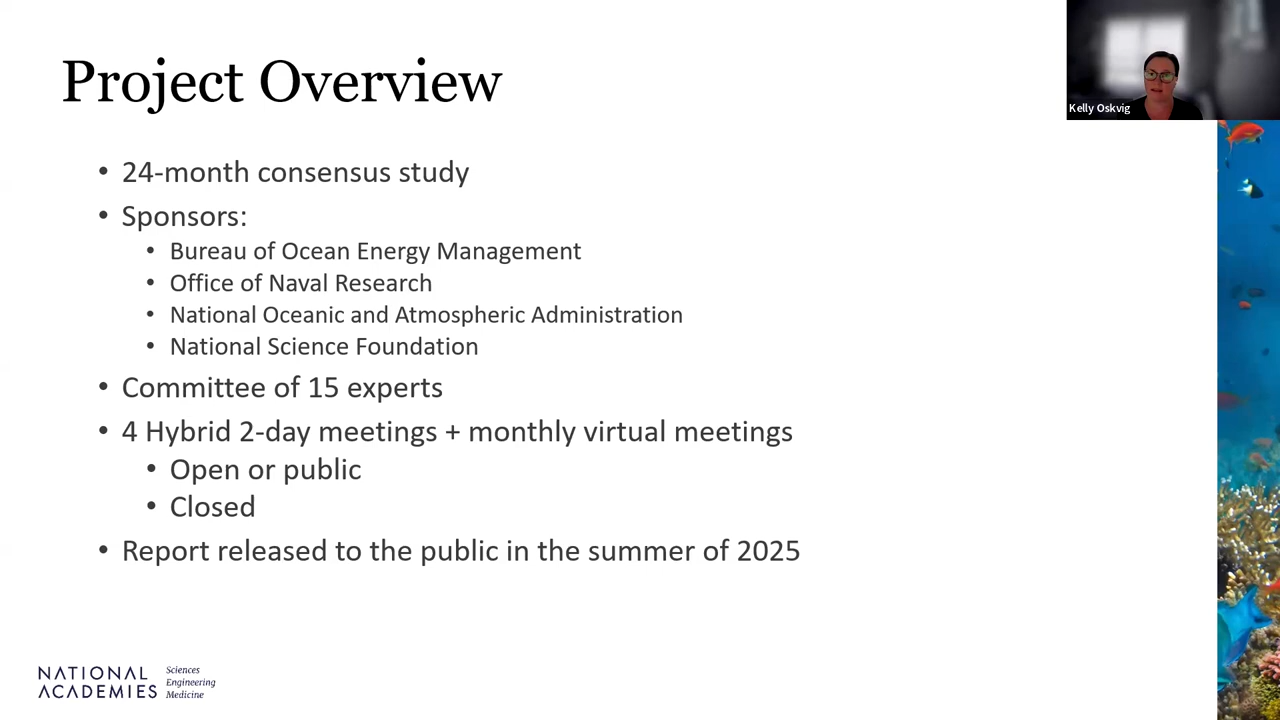 Project Overview
Kelly Oskvig
• 24-month consensus study
• Sponsors:
• Bureau of Ocean Energy Management
• Office of Naval Research
• National Oceanic and Atmospheric Administration
• National Science Foundation
• Committee of 15 experts
• 4 Hybrid 2-day meetings + monthly virtual meetings
• Open or public
• Closed
• Report released to the public in the summer of 2025
NATIONAL ACADEMIES
Sciences
Engineering
Medicine